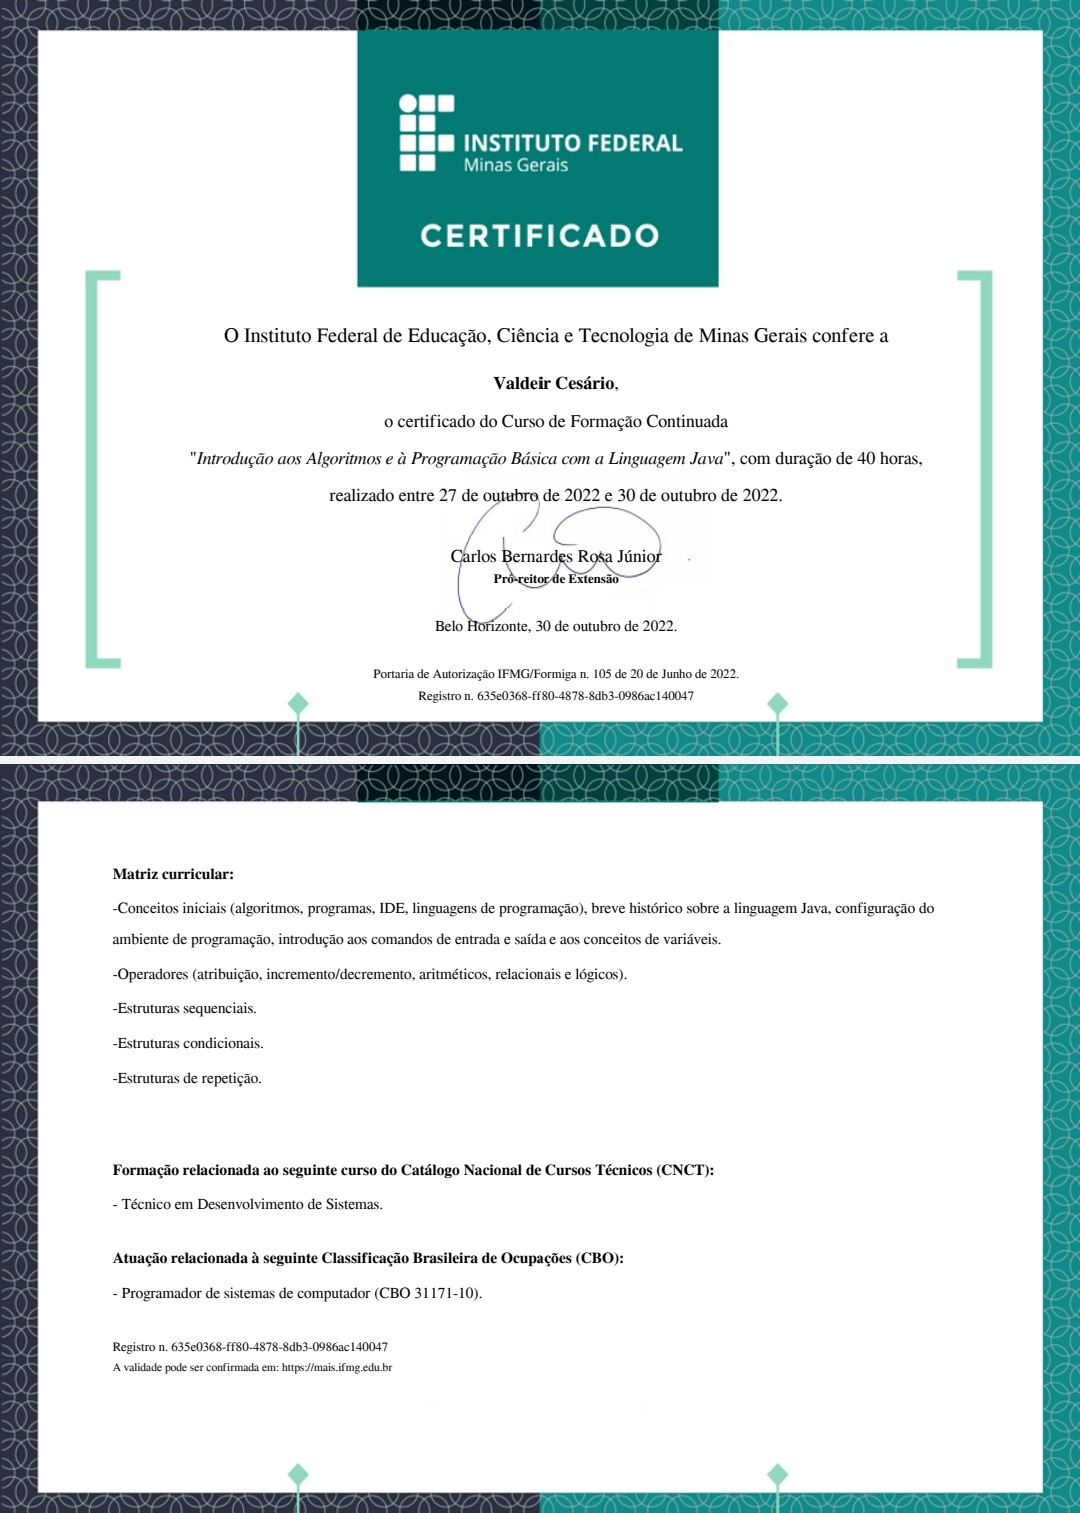 INSTITUTO FEDERAL
Minas Gerais
CERTIFICADO
O Instituto Federal de Educação, Ciência e Tecnologia de Minas Gerais confere a
Valdeir Cesário,
o certificado do Curso de Formação Continuada
"Introdução aos Algoritmos e à Programação Básica com a Linguagem Java", com duração de 40 horas,
realizado entre 27 de outubro de 2022 e 30 de outubro de 2022.
Carlos Bernardes Rosa Júnior
Pró-reitor de Extensão
Belo Horizonte, 30 de outubro de 2022.
Portaria de Autorização IFMG/Formiga n. 105 de 20 de Junho de 2022.
Registro n. 635e0368-ff80-4878-8db3-0986ac140047
Matriz curricular:
-Conceitos iniciais (algoritmos, programas, IDE, linguagens de programação), breve histórico sobre a linguagem Java, configuração do
ambiente de programação, introdução aos comandos de entrada e saída e aos conceitos de variáveis.
-Operadores (atribuição, incremento/decremento, aritméticos, relacionais e lógicos).
-Estruturas sequenciais.
-Estruturas condicionais.
-Estruturas de repetição.
Formação relacionada ao seguinte curso do Catálogo Nacional de Cursos Técnicos (CNCT):
- Técnico em Desenvolvimento de Sistemas.
Atuação relacionada à seguinte Classificação Brasileira de Ocupações (CBO):
- Programador de sistemas de computador (CBO 31171-10).
Registro n. 635e0368-ff80-4878-8db3-0986ac140047
A validade pode ser confirmada em: https://mais.ifmg.edu.br